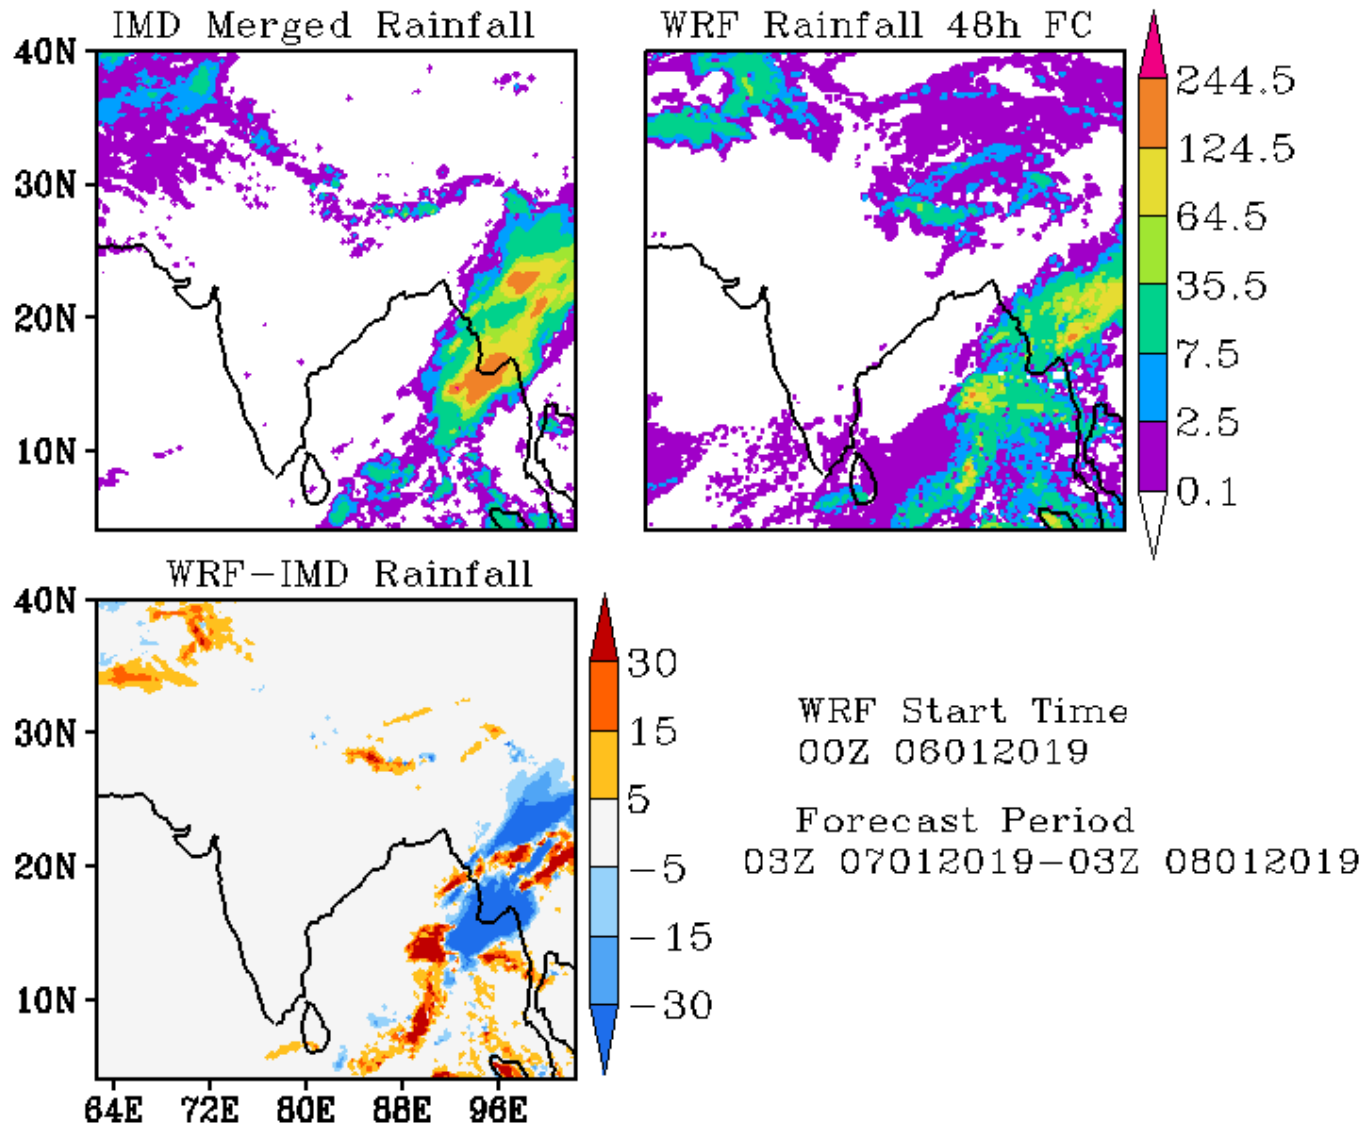 IMD Merged Rainfall
WRF Rainfall 48h FC
40N
30N
20N
10N
244.5
124.5
64.5
35.5
7.5
2.5
0.1
WRF-IMD Rainfall
40N
30N
20N
10N
64E 72E 80E 88E 96E
30
15
5
-5
-15
-30
WRF Start Time
00Z 06012019
Forecast Period
03Z 07012019-03Z 08012019